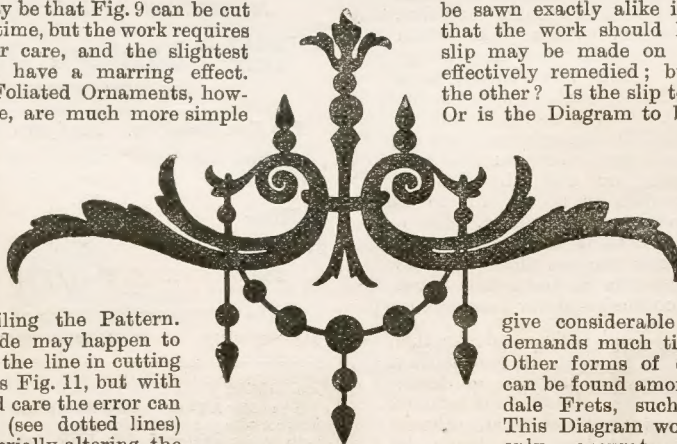 y be that Fig. 9 can be cut
time, but the work requires
r care, and the slightest
have a marring effect.
Foliated Ornaments, how-
e, are much more simple
be sawn exactly alike i
that the work should
slip may be made on
effectively remedied; b
the other? Is the slip t
Or is the Diagram to
iling the Pattern.
de may happen to
the line in cutting
s Fig. 11, but with
d care the error can
(see dotted lines)
erially altering the
give considerable
demands much ti
Other forms of
can be found amo
dale Frets, such
This Diagram wo